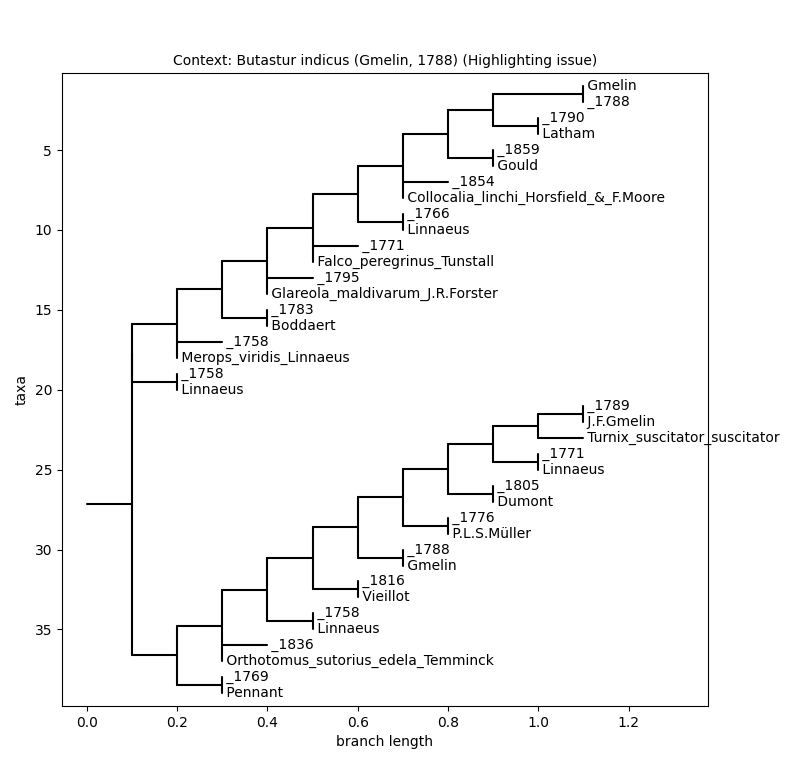 Context: Butastur indicus (Gmelin, 1788) (Highlighting issue)
Gmelin
_1788
_1790
Latham
_1859
Gould
_1854
Collocalia_linchi_Horsfield_&_F.Moore
_1766
Linnaeus
_1771
Falco_peregrinus_Tunstall
_1795
Glareola_maldivarum_J.R.Forster
_1783
Boddaert
_1758
Merops_viridis_Linnaeus
_1758
Linnaeus
_1789
J.F.Gmelin
Turnix_suscitator_suscitator
_1771
Linnaeus
_1805
Dumont
_1776
P.L.S.Müller
_1788
Gmelin
_1816
Vieillot
_1758
Linnaeus
_1836
Orthotomus_sutorius_edela_Temminck
_1769
Pennant
5
10
15
20
25
30
35
taxa
0.0 0.2 0.4 0.6 0.8 1.0 1.2
branch length